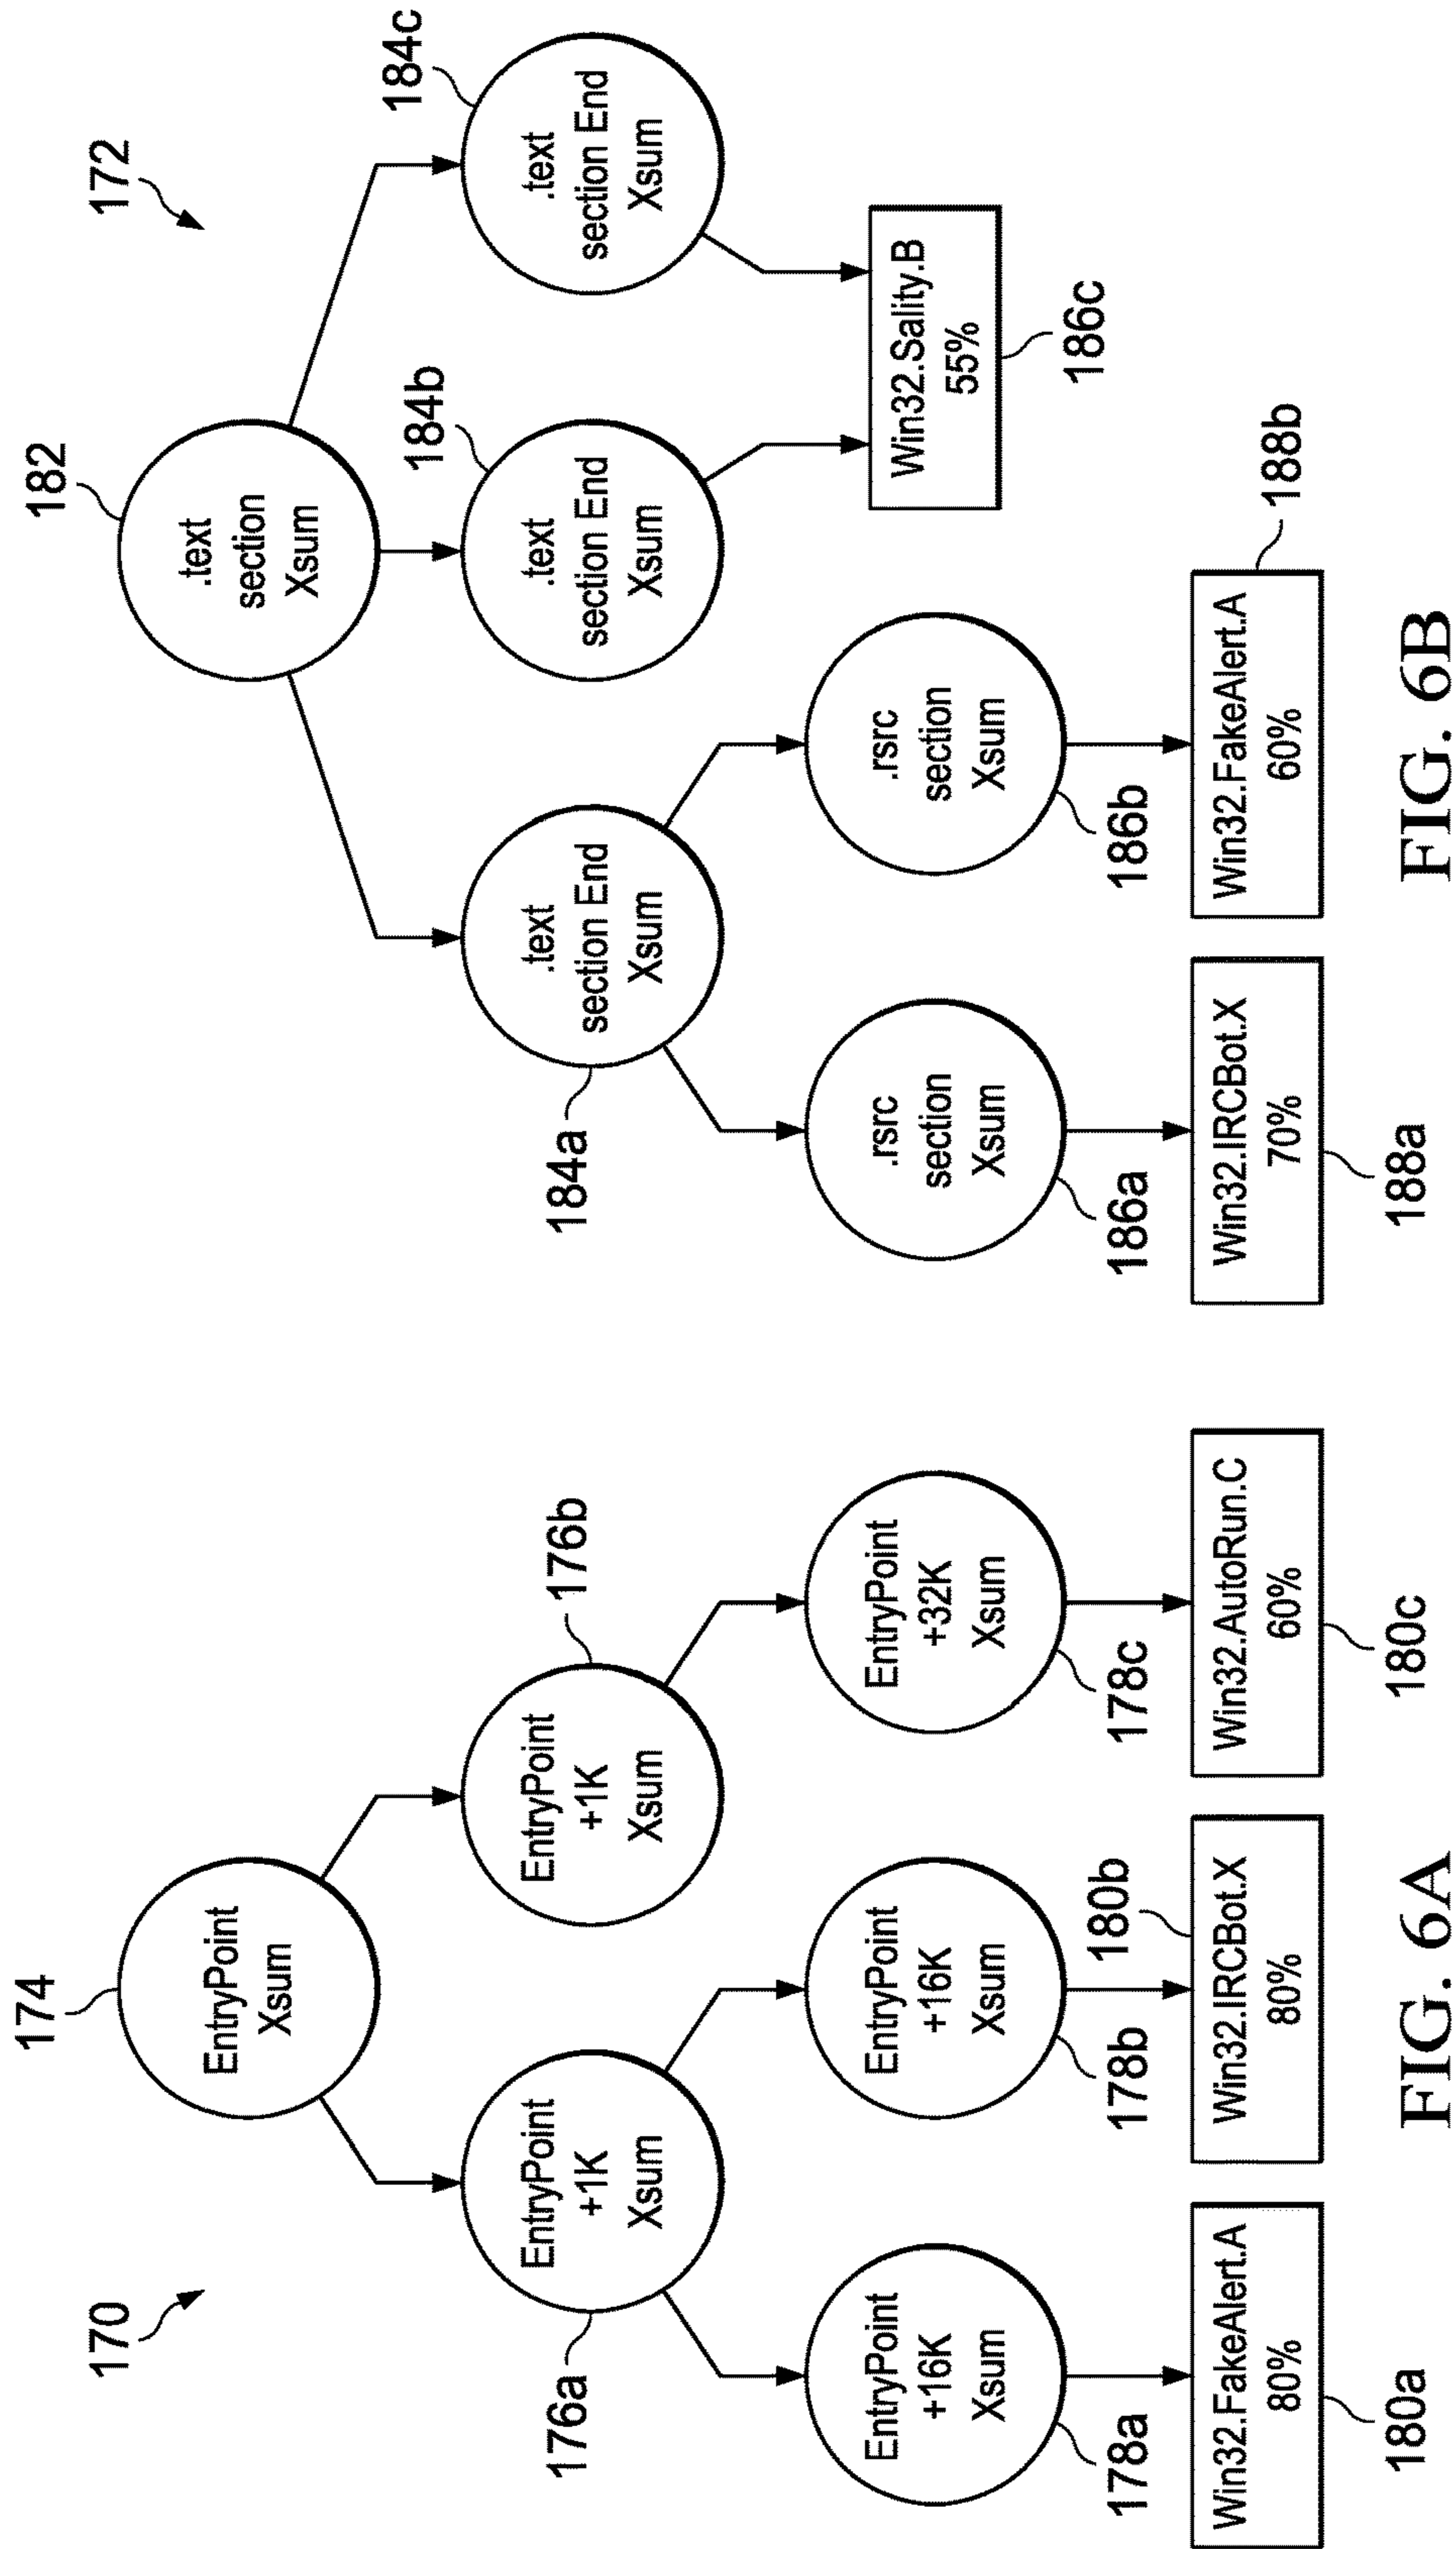 170
174
EntryPoint
Xsum
176a
EntryPoint
+1K
Xsum
EntryPoint
+1K
Xsum
176b
EntryPoint
+16K
Xsum
EntryPoint
+16K
Xsum
EntryPoint
+32K
Xsum
178a
178b
180b
178c
Win32.FakeAlert.A
80%
Win32.IRCBot.X
80%
Win32.AutoRun.C
60%
180a
180c
FIG. 6A
172
182
.text
section
Xsum
184a
.text
section End
Xsum
184b
.text
section End
Xsum
184c
.text
section End
Xsum
.rsrc
section
Xsum
.rsrc
section
Xsum
Win32.Sality.B
55%
186a
186b
186c
Win32.IRCBot.X
70%
Win32.FakeAlert.A
60%
188b
188a
FIG. 6B